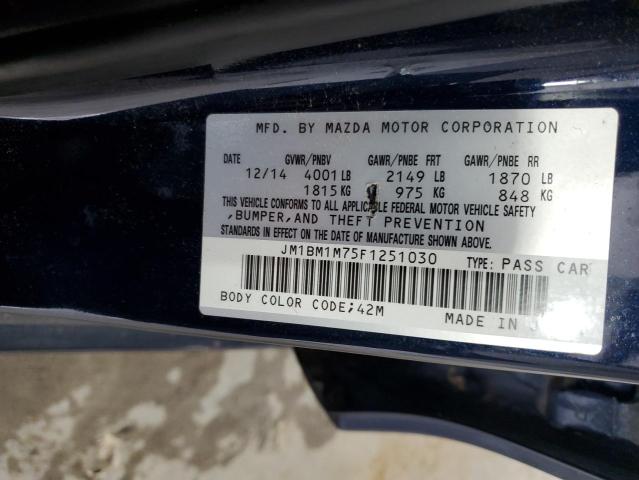 MFD. BY MAZDA MOTOR CORPORATION
DATE GVWR/PNBV GAWR/PNBE FRT GAWR/PNBE RR
12/14 4001 LB 2149 LB 1870 LB
1815 KG 975 KG 848 KG
THIS VEHICLE CONFORMS TO ALL APPLICABLE FEDERAL MOTOR VEHICLE SAFETY
,BUMPER,AND THEFT PREVENTION
STANDARDS IN EFFECT ON THE DATE OF MANUFACTURE SHOWN ABOVE.
JM1BM1M75F1251030 TYPE: PASS CAR
BODY COLOR CODE;42M MADE IN